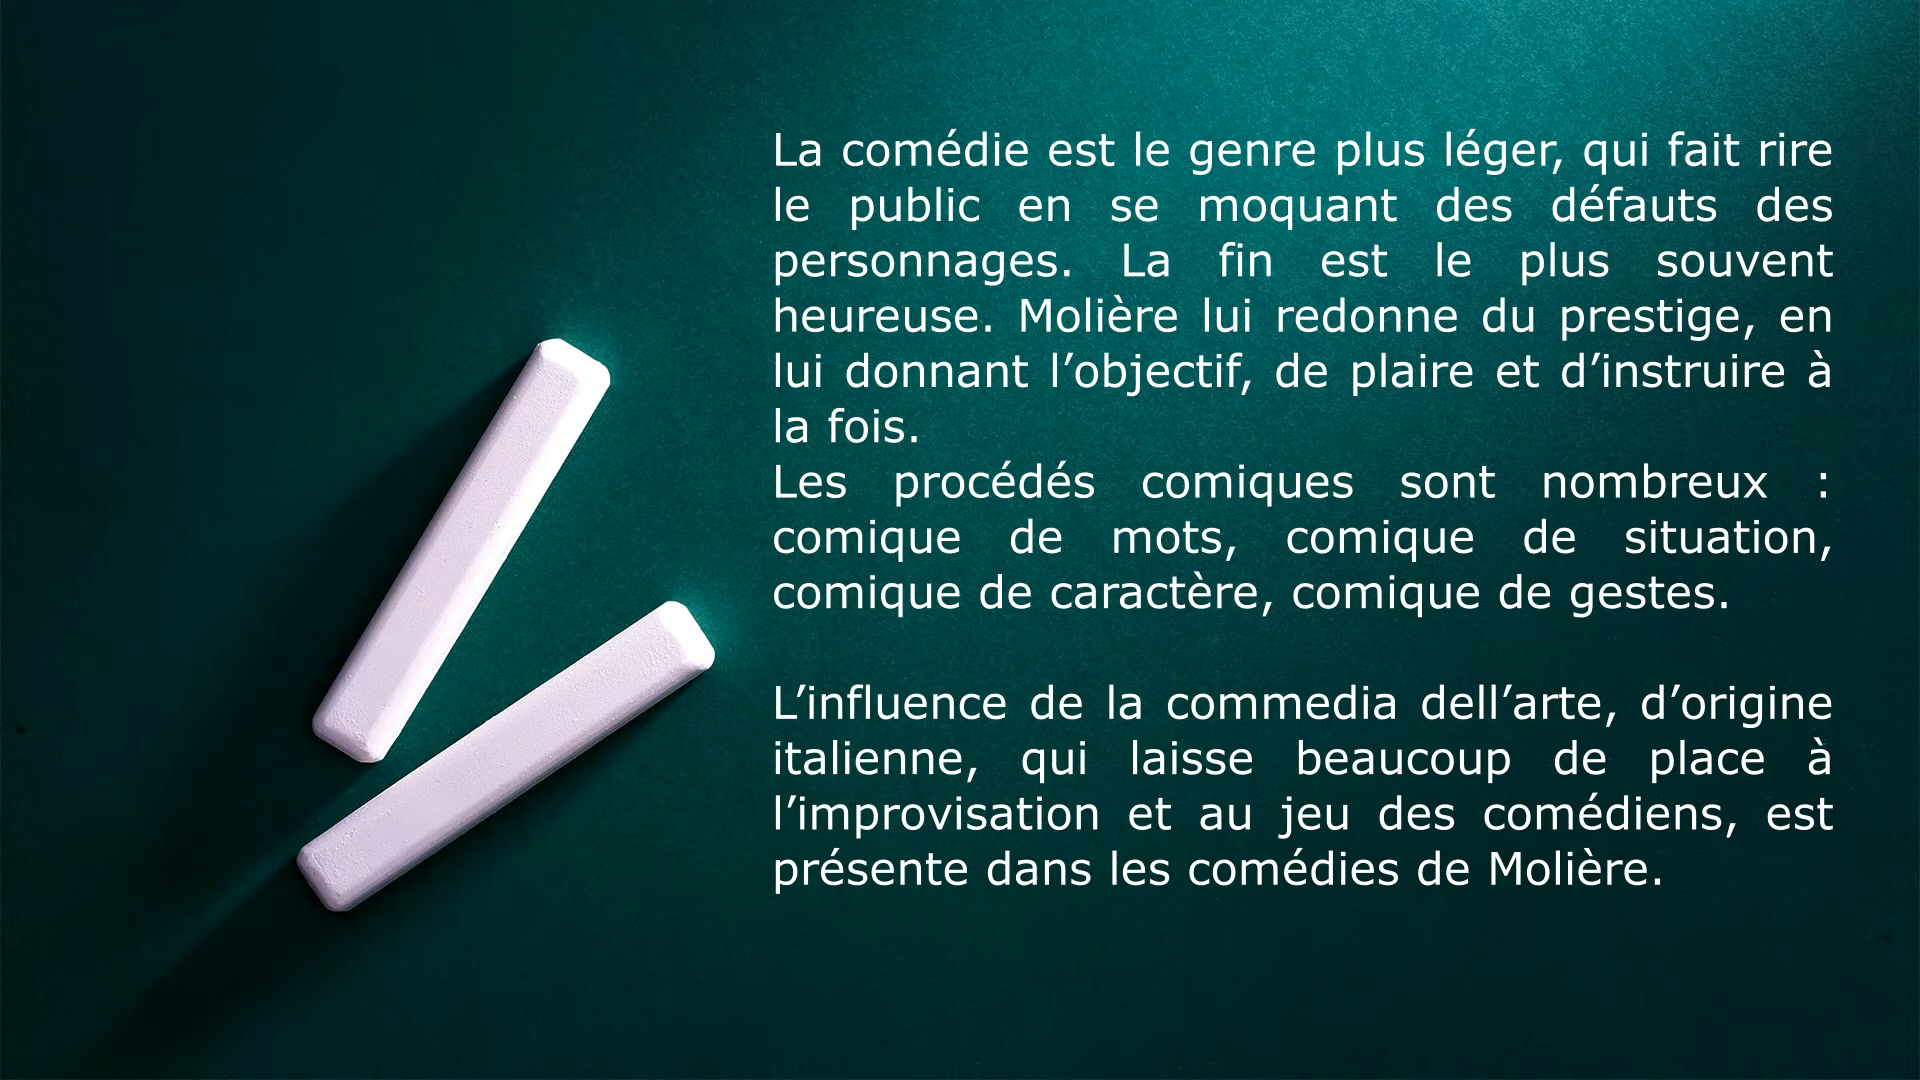 La comédie est le genre plus léger, qui fait rire
le public en se moquant des défauts des
personnages. La fin est le plus souvent
heureuse. Molière lui redonne du prestige, en
lui donnant l’objectif, de plaire et d’instruire à
la fois.
Les procédés comiques sont nombreux :
comique de mots, comique de situation,
comique de caractère, comique de gestes.
L’influence de la commedia dell’arte, d’origine
italienne, qui laisse beaucoup de place à
l’improvisation et au jeu des comédiens, est
présente dans les comédies de Molière.